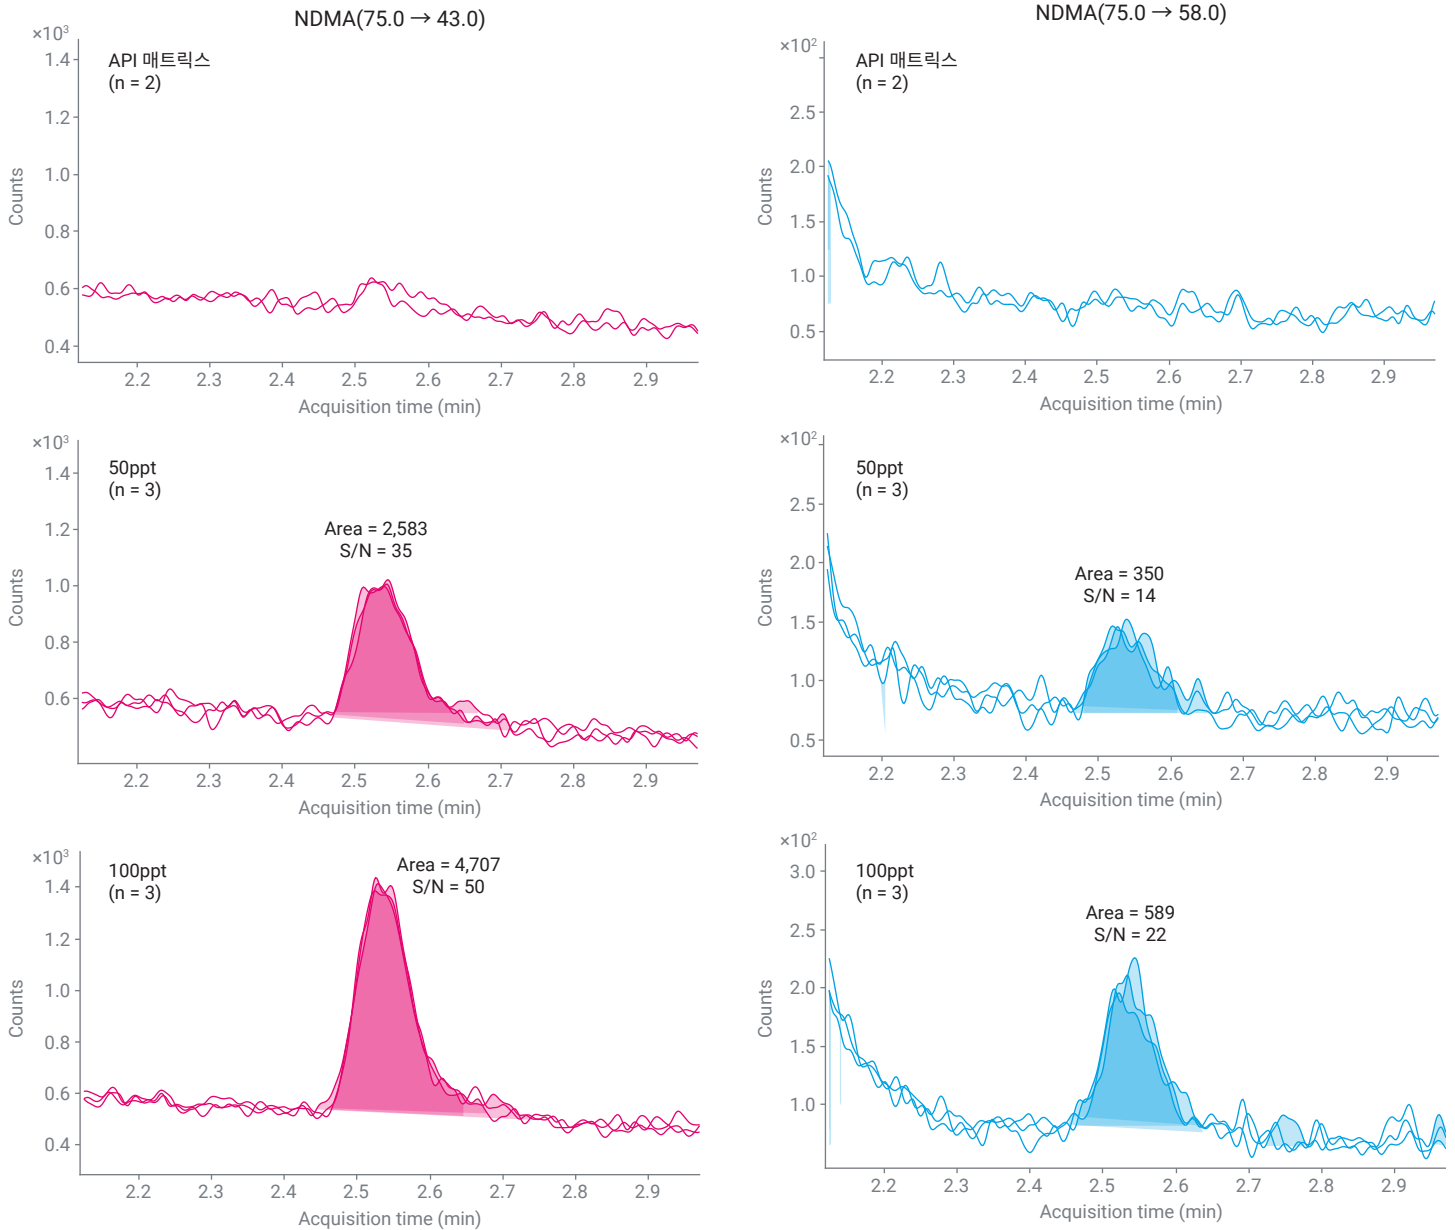 NDMA(75.0 → 43.0)
×10³
1.4
1.2
1.0
0.8
0.6
0.4
Counts
API 매트릭스
(n = 2)
2.2 2.3 2.4 2.5 2.6 2.7 2.8 2.9
Acquisition time (min)
NDMA(75.0 → 58.0)
×10²
2.5
2.0
1.5
1.0
0.5
Counts
API 매트릭스
(n = 2)
2.2 2.3 2.4 2.5 2.6 2.7 2.8 2.9
Acquisition time (min)
×10³
1.4
1.2
1.0
0.8
0.6
Counts
50ppt
(n = 3)
Area = 2,583
S/N = 35
2.2 2.3 2.4 2.5 2.6 2.7 2.8 2.9
Acquisition time (min)
×10²
2.5
2.0
1.5
1.0
0.5
Counts
50ppt
(n = 3)
Area = 350
S/N = 14
2.2 2.3 2.4 2.5 2.6 2.7 2.8 2.9
Acquisition time (min)
×10³
1.4
1.2
1.0
0.8
0.6
0.4
Counts
100ppt
(n = 3)
Area = 4,707
S/N = 50
2.2 2.3 2.4 2.5 2.6 2.7 2.8 2.9
Acquisition time (min)
×10²
3.0
2.5
2.0
1.5
1.0
Counts
100ppt
(n = 3)
Area = 589
S/N = 22
2.2 2.3 2.4 2.5 2.6 2.7 2.8 2.9
Acquisition time (min)